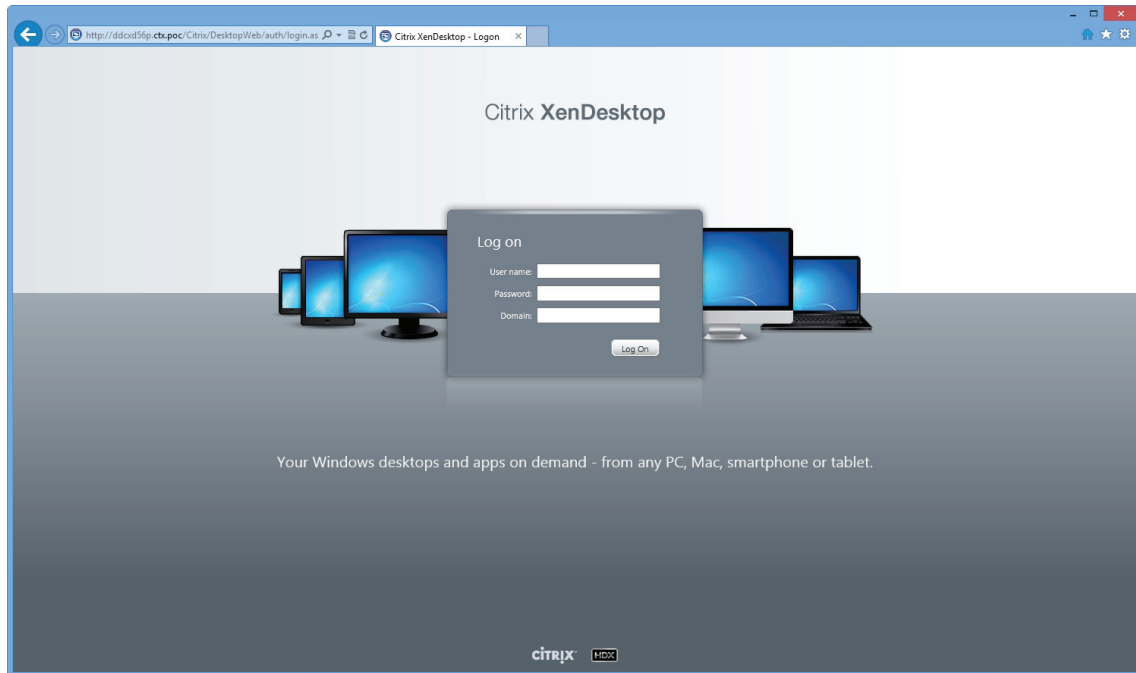 http://ddcxd56p.ctx.poc/Citrix/DesktopWeb/auth/login.as
Citrix XenDesktop - Logon
Citrix XenDesktop
Log on
User name:
Password:
Domain:
Log On
Your Windows desktops and apps on demand - from any PC, Mac, smartphone or tablet.
CITRIX HDX